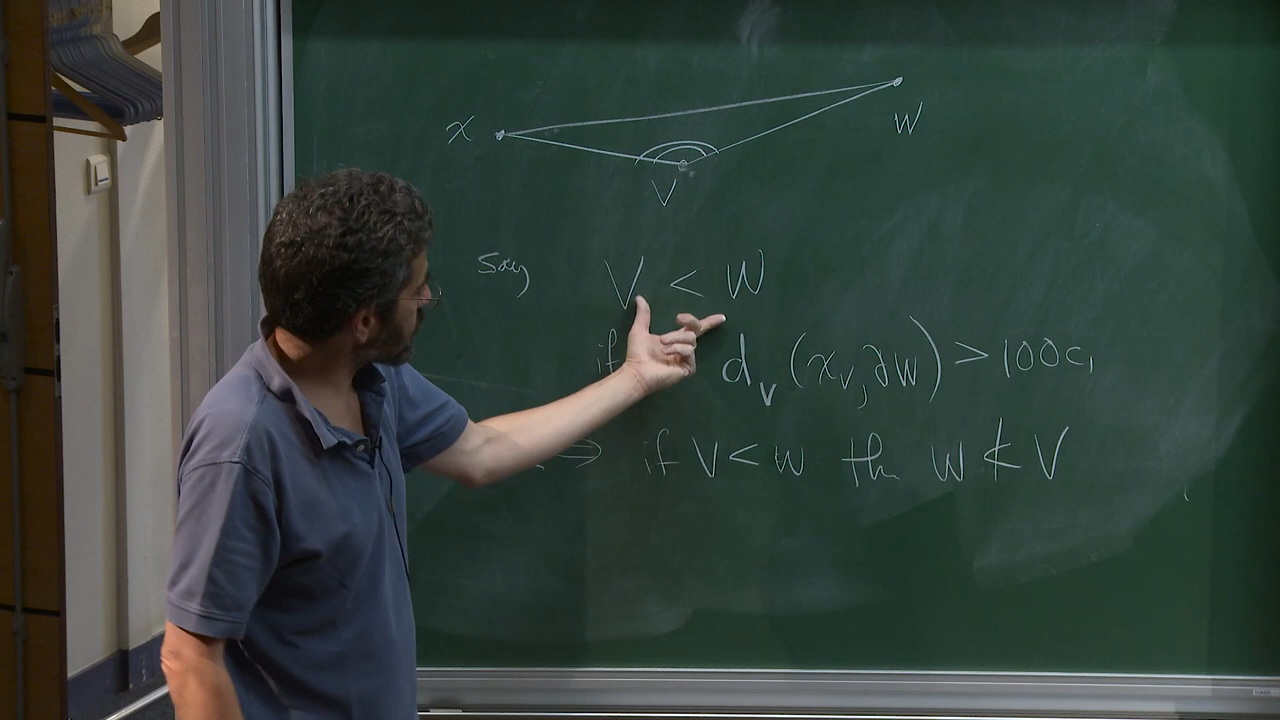 x
W
V
Say V < W
if d_V (x_V, ∂W) > 100c_1
⇒ if V < W then W ≮ V